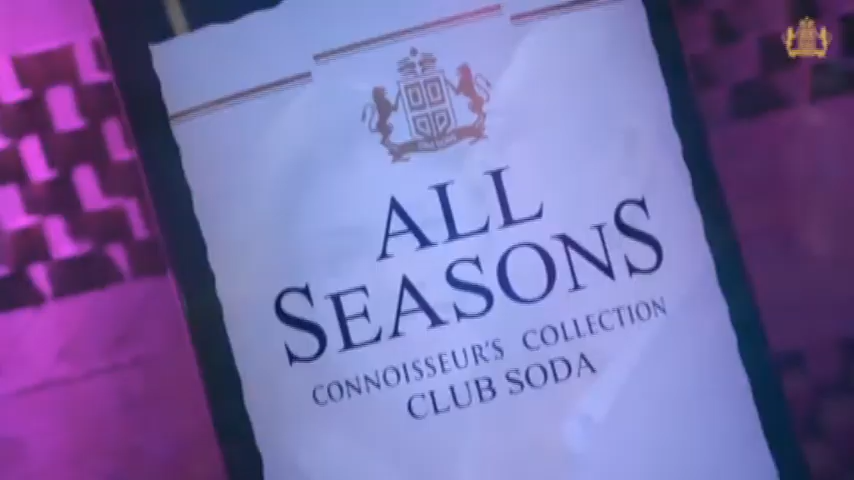 ALL
SEASONS
CONNOISSEUR'S COLLECTION
CLUB SODA